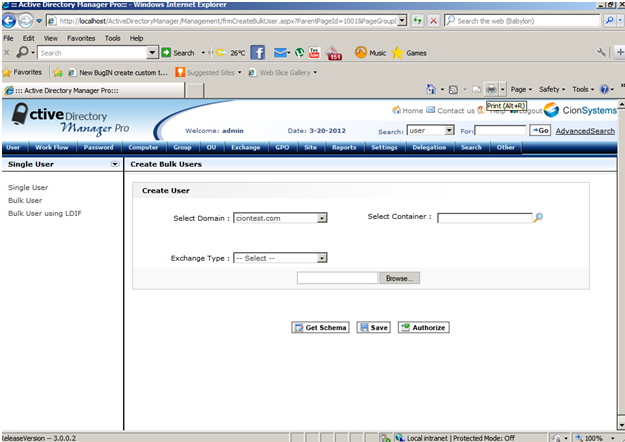 ::: Active Directory Manager Pro::: - Windows Internet Explorer
http://localhost/ActiveDirectoryManager/Management/frmCreateBulkUser.aspx?ParentPageId=1001&PageGroupI
Search the web (Babylon)
File Edit View Favorites Tools Help
x Search Search 26°C YouTube 151 Music Games
Favorites New BugIN create custom t... Suggested Sites Web Slice Gallery
::: Active Directory Manager Pro::: Page Safety Tools
Print (Alt+R)
ctive Directory
Manager Pro
Home Contact us Help Logout CionSystems
Welcome: admin Date: 3-20-2012 Search: user For: Go AdvancedSearch
User Work Flow Password Computer Group OU Exchange GPO Site Reports Settings Delegation Search Other
Single User Create Bulk Users
Single User
Bulk User
Bulk User using LDIF
Create User
Select Domain : ciontest.com Select Container :
Exchange Type : -- Select --
Browse...
Get Schema Save Authorize
ReleaseVersion -- 3.0.0.2 Local intranet | Protected Mode: Off 100%